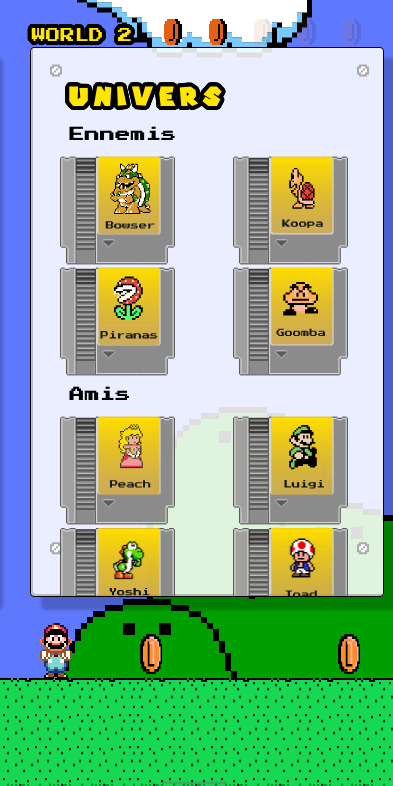 WORLD 2
UNIVERS
Ennemis
Bowser Koopa
Piranas Goomba
Amis
Peach Luigi
Yoshi Toad